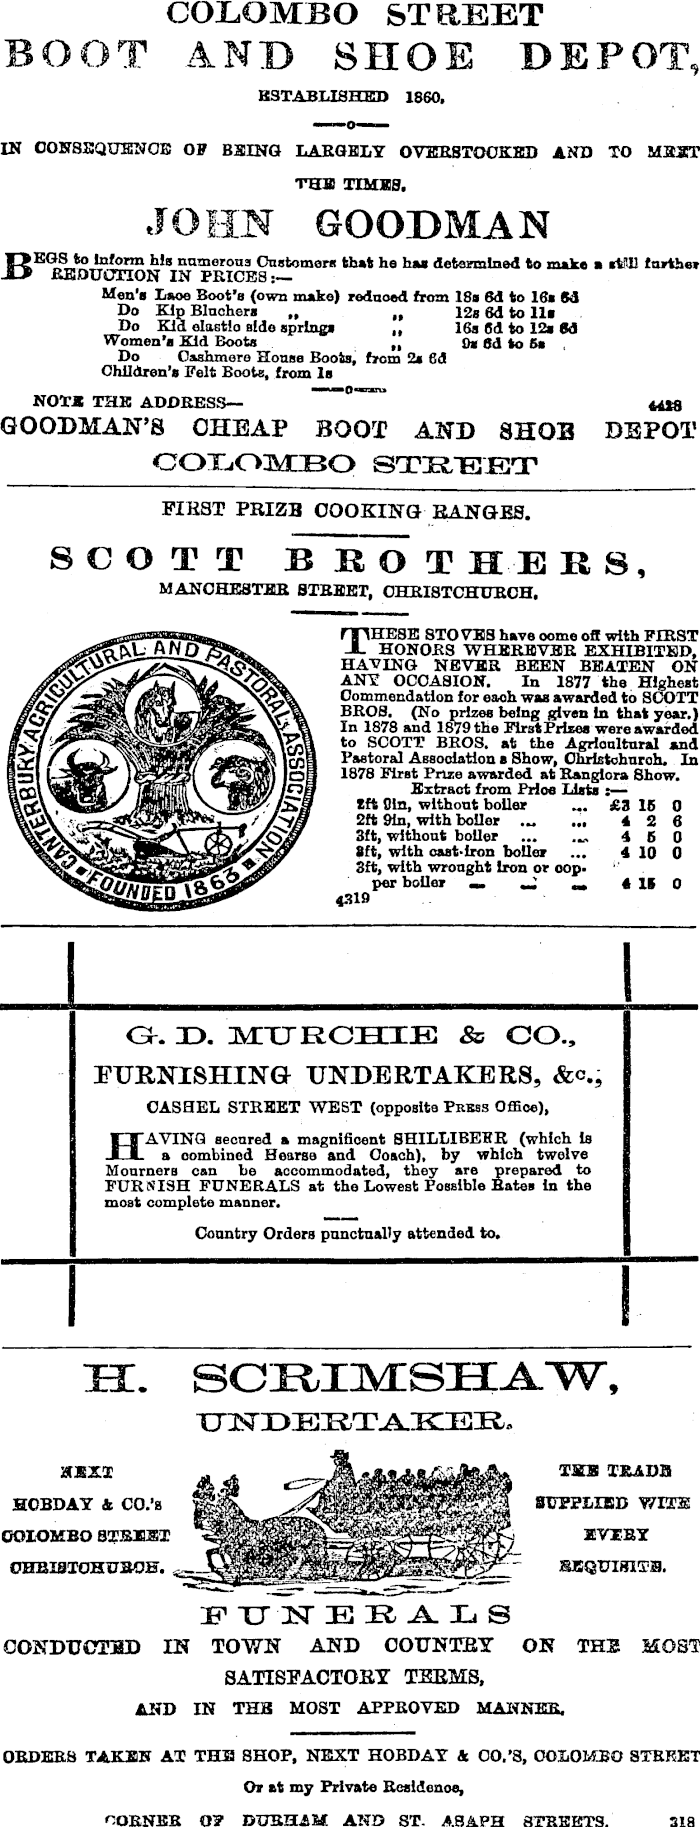 COLOMBO STREET
BOOT AND SHOE DEPOT,
ESTABLISHED 1860.
IN CONSEQUENCE OF BEING LARGELY OVERSTOCKED AND TO MEET
THE TIMES.
JOHN GOODMAN
BEGS to inform his numerous Customers that he has determined to make a still further
REDUCTION IN PRICES:—
Men's Lace Boot's (own make) reduced from 18s 6d to 16s 6d
Do Kip Bluchers „ „ 12s 6d to 11s
Do Kid elastic side springs „ 16s 6d to 12s 6d
Women's Kid Boots „ 9s 6d to 5s
Do Cashmere House Boots, from 2s 6d
Children's Felt Boots, from 1s
NOTE THE ADDRESS— 4428
GOODMAN'S CHEAP BOOT AND SHOE DEPOT
COLOMBO STREET
FIRST PRIZE COOKING RANGES.
SCOTT BROTHERS,
MANCHESTER STREET, CHRISTCHURCH.
CANTERBURY AGRICULTURAL AND PASTORAL ASSOCIATION
FOUNDED 1863
THESE STOVES have come off with FIRST
HONORS WHEREVER EXHIBITED,
HAVING NEVER BEEN BEATEN ON
ANY OCCASION. In 1877 the Highest
Commendation for each was awarded to SCOTT
BROS. (No prizes being given in that year.)
In 1878 and 1879 the First Prizes were awarded
to SCOTT BROS. at the Agricultural and
Pastoral Association s Show, Christchurch. In
1878 First Prize awarded at Rangiora Show.
Extract from Price Lists :—
2ft 9in, without boiler ... £3 15 0
2ft 9in, with boiler ... ... 4 2 6
3ft, without boiler ... ... 4 5 0
3ft, with cast-iron boiler ... 4 10 0
3ft, with wrought iron or cop-
per boiler ... ... ... 4 15 0
4319
G. D. MURCHIE & CO.,
FURNISHING UNDERTAKERS, &c.,
CASHEL STREET WEST (opposite PRESS Office),
HAVING secured a magnificent SHILLIBEER (which is
a combined Hearse and Coach), by which twelve
Mourners can be accommodated, they are prepared to
FURNISH FUNERALS at the Lowest Possible Rates in the
most complete manner.
Country Orders punctually attended to.
H. SCRIMSHAW,
UNDERTAKER.
NEXT
HOBDAY & CO.'s
COLOMBO STREET
CHRISTCHURCH.
THE TRADE
SUPPLIED WITH
EVERY
REQUISITE.
FUNERALS
CONDUCTED IN TOWN AND COUNTRY ON THE MOST
SATISFACTORY TERMS,
AND IN THE MOST APPROVED MANNER.
ORDERS TAKEN AT THE SHOP, NEXT HOBDAY & CO.'S, COLOMBO STREET
Or at my Private Residence,
CORNER OF DURHAM AND ST. ASAPH STREETS. 318